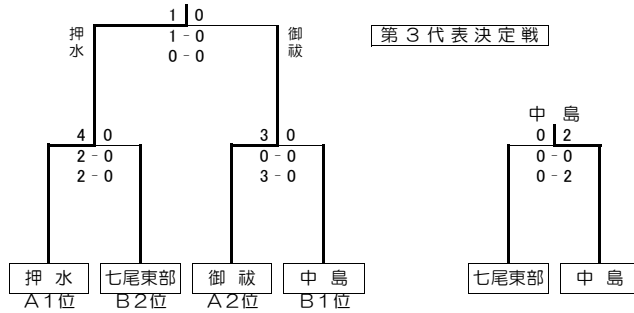 1 0
押水 1-0 御祓 第3代表決定戦
0-0
中島
4 0 3 0 0 2
2-0 0-0 0-0
2-0 3-0 0-2
押水 七尾東部 御祓 中島 七尾東部 中島
A1位 B2位 A2位 B1位